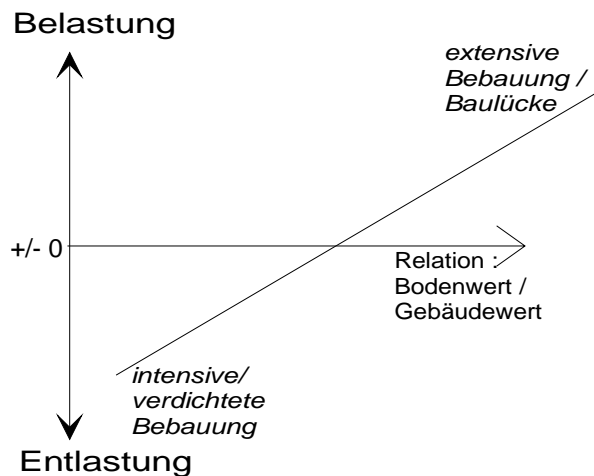 Belastung
extensive
Bebauung /
Baulücke
+/- 0
Relation :
Bodenwert /
Gebäudewert
intensive/
verdichtete
Bebauung
Entlastung